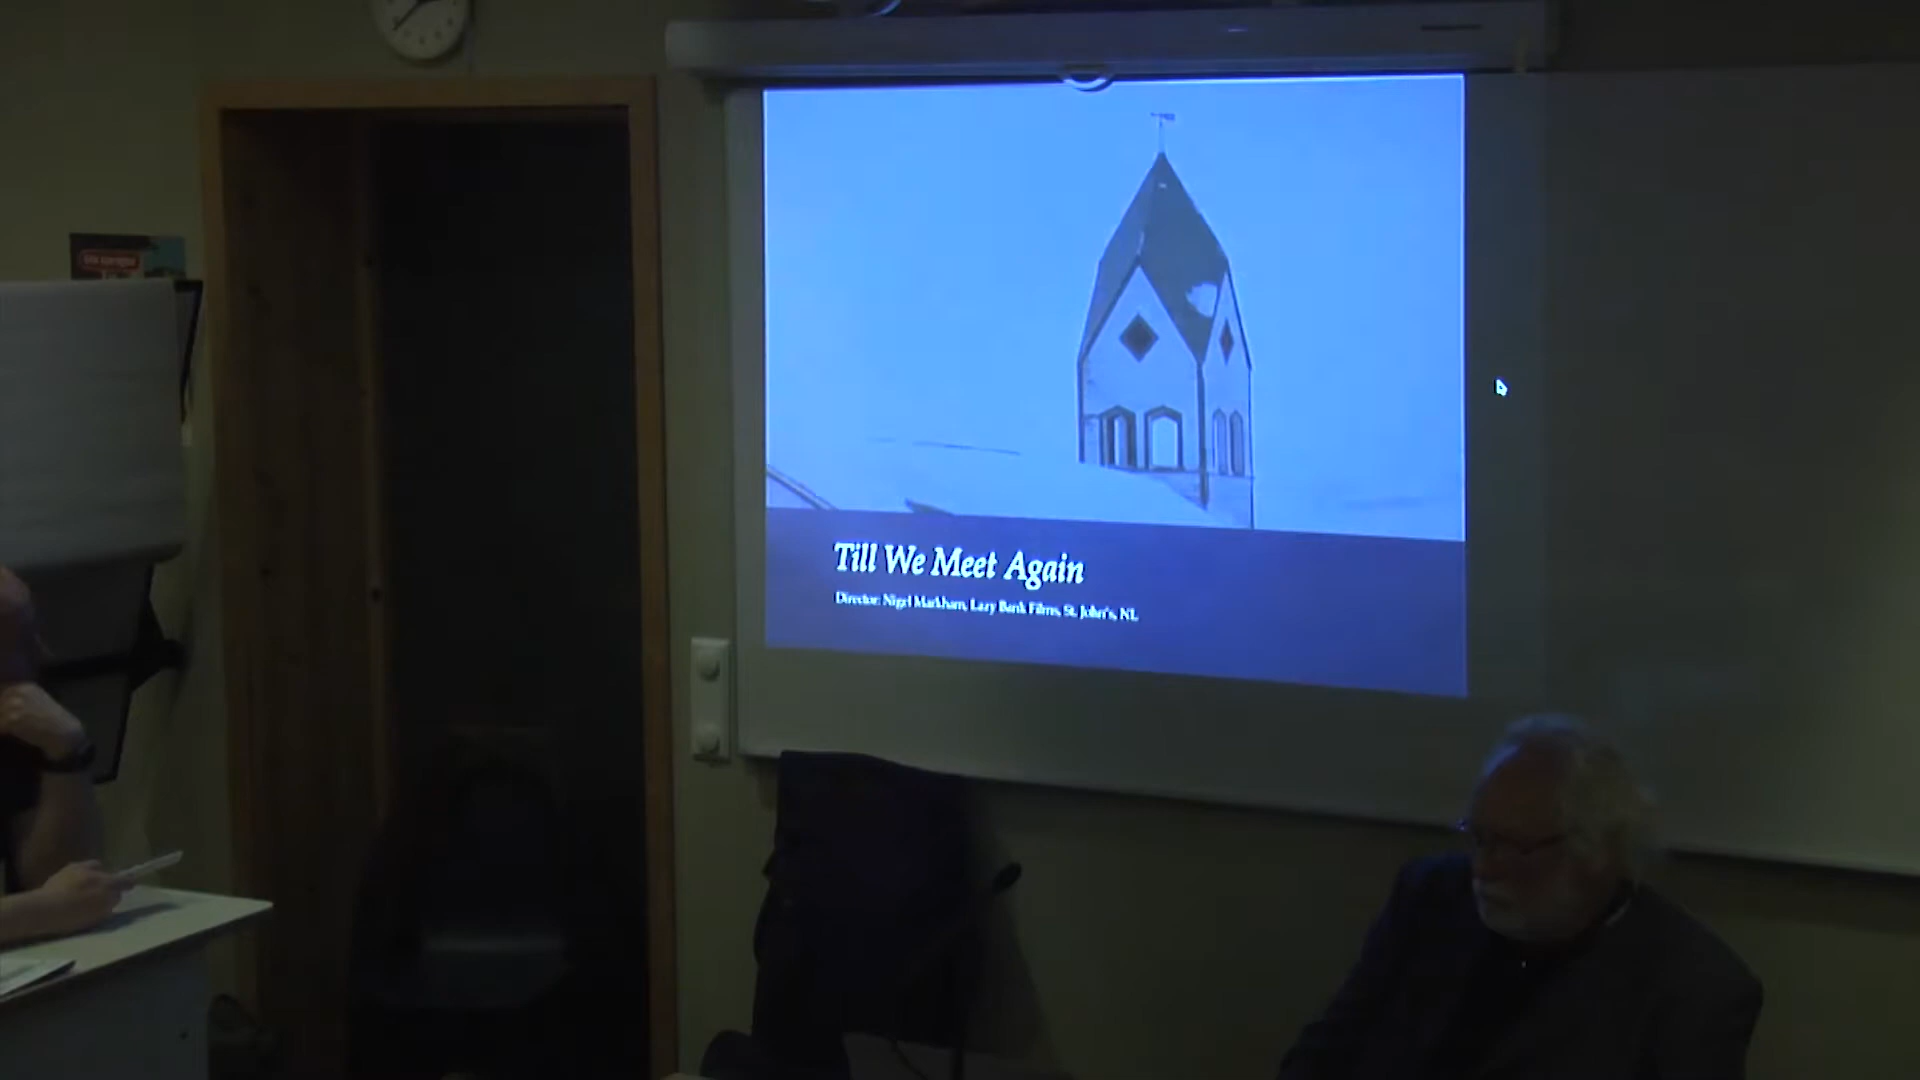 Till We Meet Again
Director: Nigel Markham, Lazy Bank Films, St. John's, NL